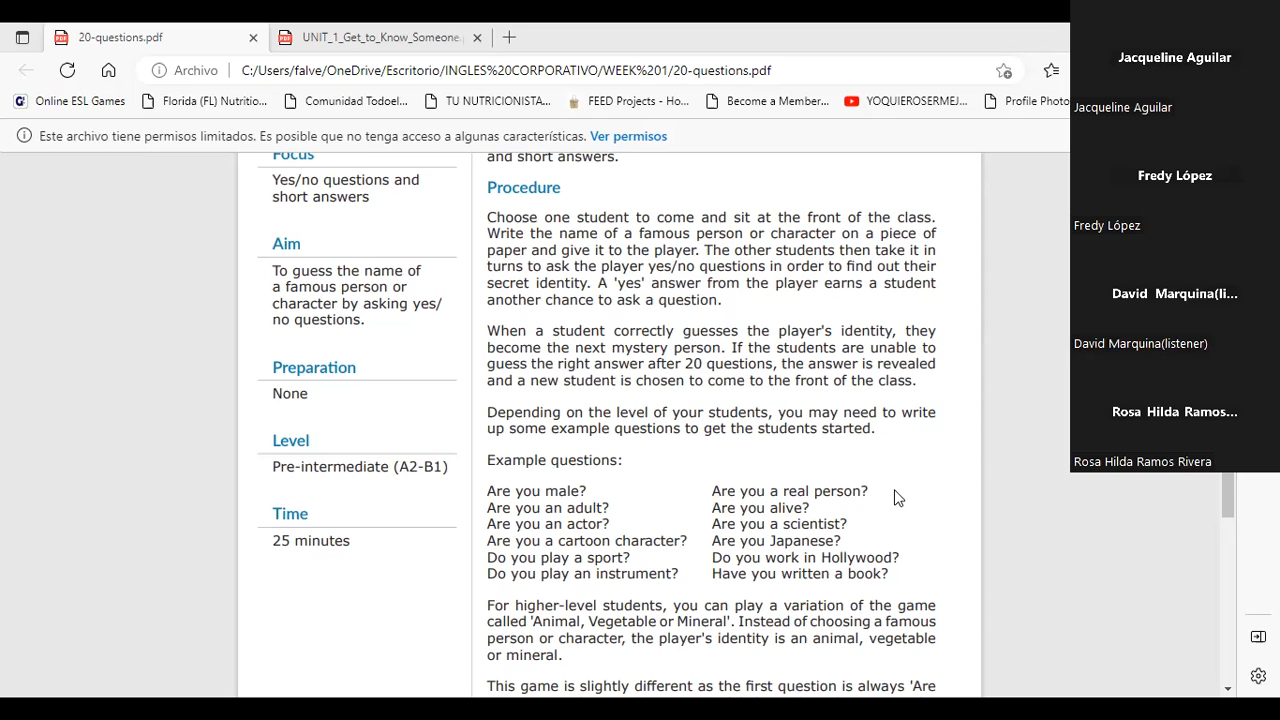 20-questions.pdf
UNIT_1_Get_to_Know_Someone.
Archivo
C:/Users/falve/OneDrive/Escritorio/INGLES%20CORPORATIVO/WEEK%201/20-questions.pdf
Online ESL Games
Florida (FL) Nutritio...
Comunidad Todoel...
TU NUTRICIONISTA...
FEED Projects - Ho...
Become a Member...
YOQUIEROSERMEJ...
Profile Photo
Este archivo tiene permisos limitados. Es posible que no tenga acceso a algunas características. Ver permisos
Focus
Yes/no questions and
short answers
Aim
To guess the name of
a famous person or
character by asking yes/
no questions.
Preparation
None
Level
Pre-intermediate (A2-B1)
Time
25 minutes
and short answers.
Procedure
Choose one student to come and sit at the front of the class.
Write the name of a famous person or character on a piece of
paper and give it to the player. The other students then take it in
turns to ask the player yes/no questions in order to find out their
secret identity. A 'yes' answer from the player earns a student
another chance to ask a question.
When a student correctly guesses the player's identity, they
become the next mystery person. If the students are unable to
guess the right answer after 20 questions, the answer is revealed
and a new student is chosen to come to the front of the class.
Depending on the level of your students, you may need to write
up some example questions to get the students started.
Example questions:
Are you male?
Are you an adult?
Are you an actor?
Are you a cartoon character?
Do you play a sport?
Do you play an instrument?
Are you a real person?
Are you alive?
Are you a scientist?
Are you Japanese?
Do you work in Hollywood?
Have you written a book?
For higher-level students, you can play a variation of the game
called 'Animal, Vegetable or Mineral'. Instead of choosing a famous
person or character, the player's identity is an animal, vegetable
or mineral.
This game is slightly different as the first question is always 'Are
Jacqueline Aguilar
Jacqueline Aguilar
Fredy López
Fredy López
David Marquina(li...
David Marquina(listener)
Rosa Hilda Ramos...
Rosa Hilda Ramos Rivera